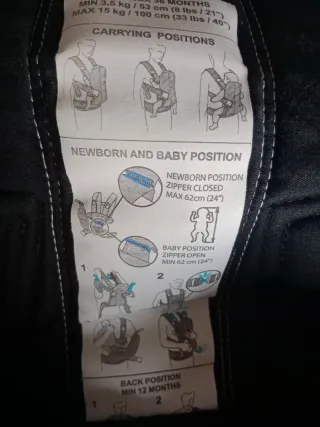 36 MONTHS
MIN 3,5 kg / 53 cm (8 lbs / 21")
MAX 15 kg / 100 cm (33 lbs / 40")
CARRYING POSITIONS
NEWBORN AND BABY POSITION
NEWBORN POSITION
ZIPPER CLOSED
MAX 62cm (24")
BABY POSITION
ZIPPER OPEN
MIN 62 cm (24")
1
2
BACK POSITION
MIN 12 MONTHS
1
2